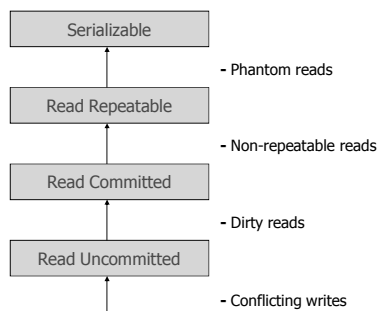 Serializable
- Phantom reads
Read Repeatable
- Non-repeatable reads
Read Committed
- Dirty reads
Read Uncommitted
- Conflicting writes